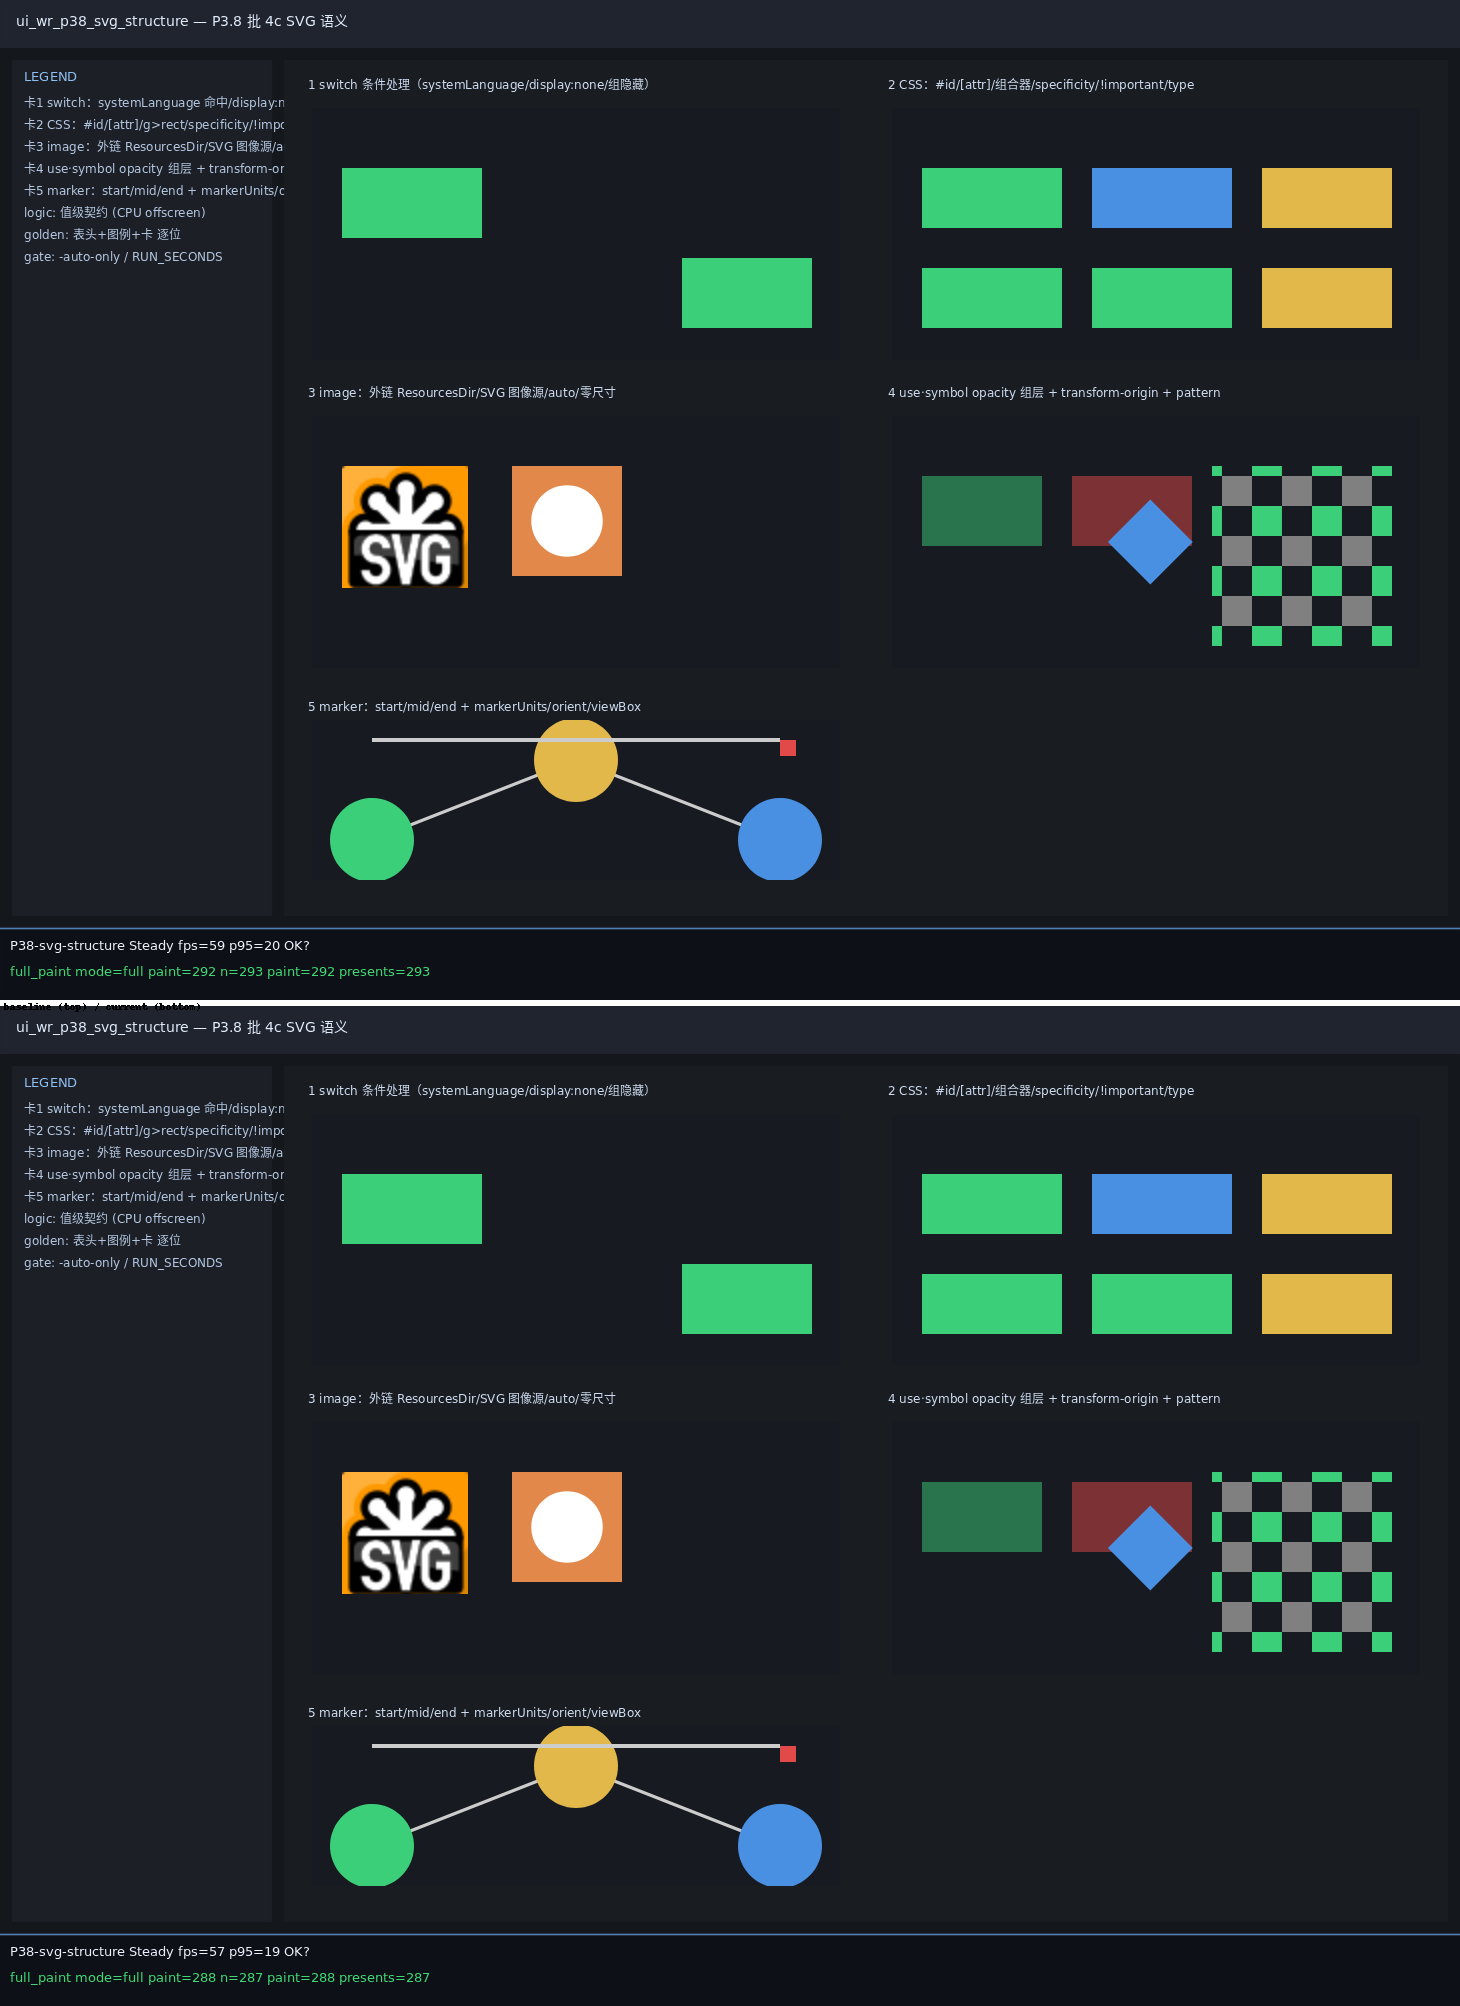 ui_wr_p38_svg_structure — P3.8 批 4c SVG 语义
LEGEND
卡1 switch：systemLanguage 命中/display:n
卡2 CSS：#id/[attr]/g>rect/specificity/!impo
卡3 image：外链 ResourcesDir/SVG 图像源/a
卡4 use·symbol opacity 组层 + transform-or
卡5 marker：start/mid/end + markerUnits/o
logic: 值级契约 (CPU offscreen)
golden: 表头+图例+卡 逐位
gate: -auto-only / RUN_SECONDS
1 switch 条件处理（systemLanguage/display:none/组隐藏）
2 CSS：#id/[attr]/组合器/specificity/!important/type
3 image：外链 ResourcesDir/SVG 图像源/auto/零尺寸
4 use·symbol opacity 组层 + transform-origin + pattern
SVG
5 marker：start/mid/end + markerUnits/orient/viewBox
P38-svg-structure Steady fps=59 p95=20 OK?
full_paint mode=full paint=292 n=293 paint=292 presents=293
baseline (top) / current (bottom)
ui_wr_p38_svg_structure — P3.8 批 4c SVG 语义
LEGEND
卡1 switch：systemLanguage 命中/display:n
卡2 CSS：#id/[attr]/g>rect/specificity/!impo
卡3 image：外链 ResourcesDir/SVG 图像源/a
卡4 use·symbol opacity 组层 + transform-or
卡5 marker：start/mid/end + markerUnits/o
logic: 值级契约 (CPU offscreen)
golden: 表头+图例+卡 逐位
gate: -auto-only / RUN_SECONDS
1 switch 条件处理（systemLanguage/display:none/组隐藏）
2 CSS：#id/[attr]/组合器/specificity/!important/type
3 image：外链 ResourcesDir/SVG 图像源/auto/零尺寸
4 use·symbol opacity 组层 + transform-origin + pattern
SVG
5 marker：start/mid/end + markerUnits/orient/viewBox
P38-svg-structure Steady fps=57 p95=19 OK?
full_paint mode=full paint=288 n=287 paint=288 presents=287